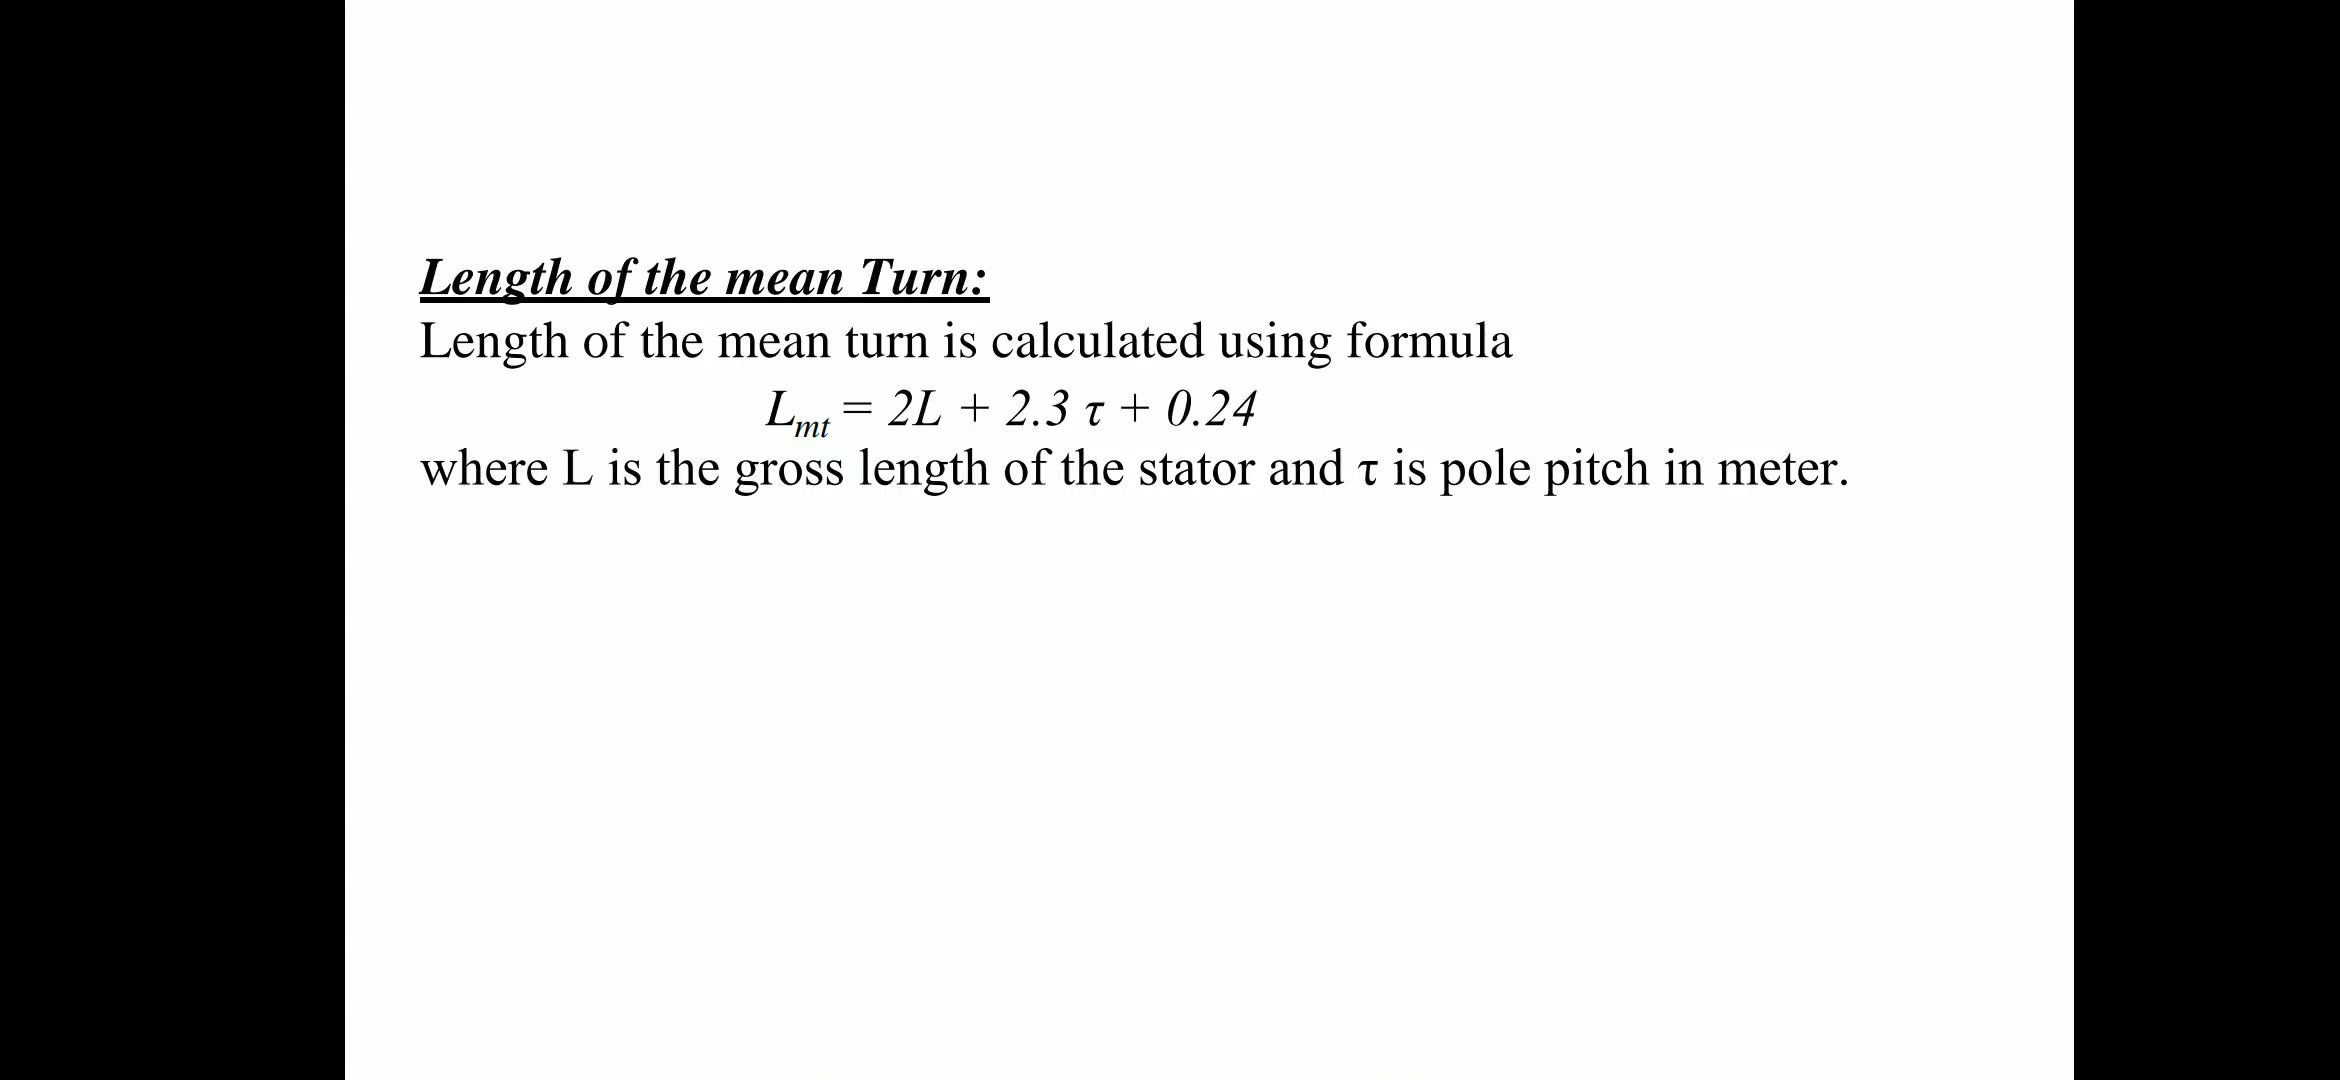 Length of the mean Turn:
Length of the mean turn is calculated using formula
Lmt = 2L + 2.3 τ + 0.24
where L is the gross length of the stator and τ is pole pitch in meter.